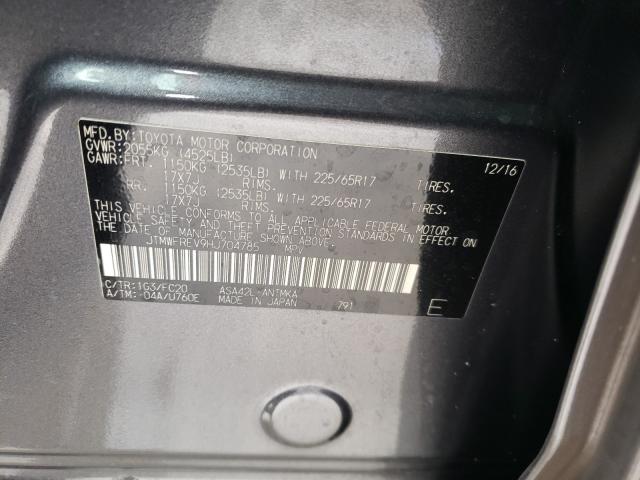 MFD.BY:TOYOTA MOTOR CORPORATION 12/16
GVWR:2055KG (4525LB)
GAWR:FRT. 1150KG (2535LB) WITH 225/65R17 TIRES.
17X7J RIMS.
RR. 1150KG (2535LB) WITH 225/65R17 TIRES.
17X7J RIMS.
THIS VEHICLE CONFORMS TO ALL APPLICABLE FEDERAL MOTOR
VEHICLE SAFETY AND THEFT PREVENTION STANDARDS IN EFFECT ON
THE DATE OF MANUFACTURE SHOWN ABOVE.
JTMWFREV9HJ704785 MPV
C/TR:1G3/FC20 ASA42L-ANTMKA
A/TM:-04A/U760E MADE IN JAPAN 791 E